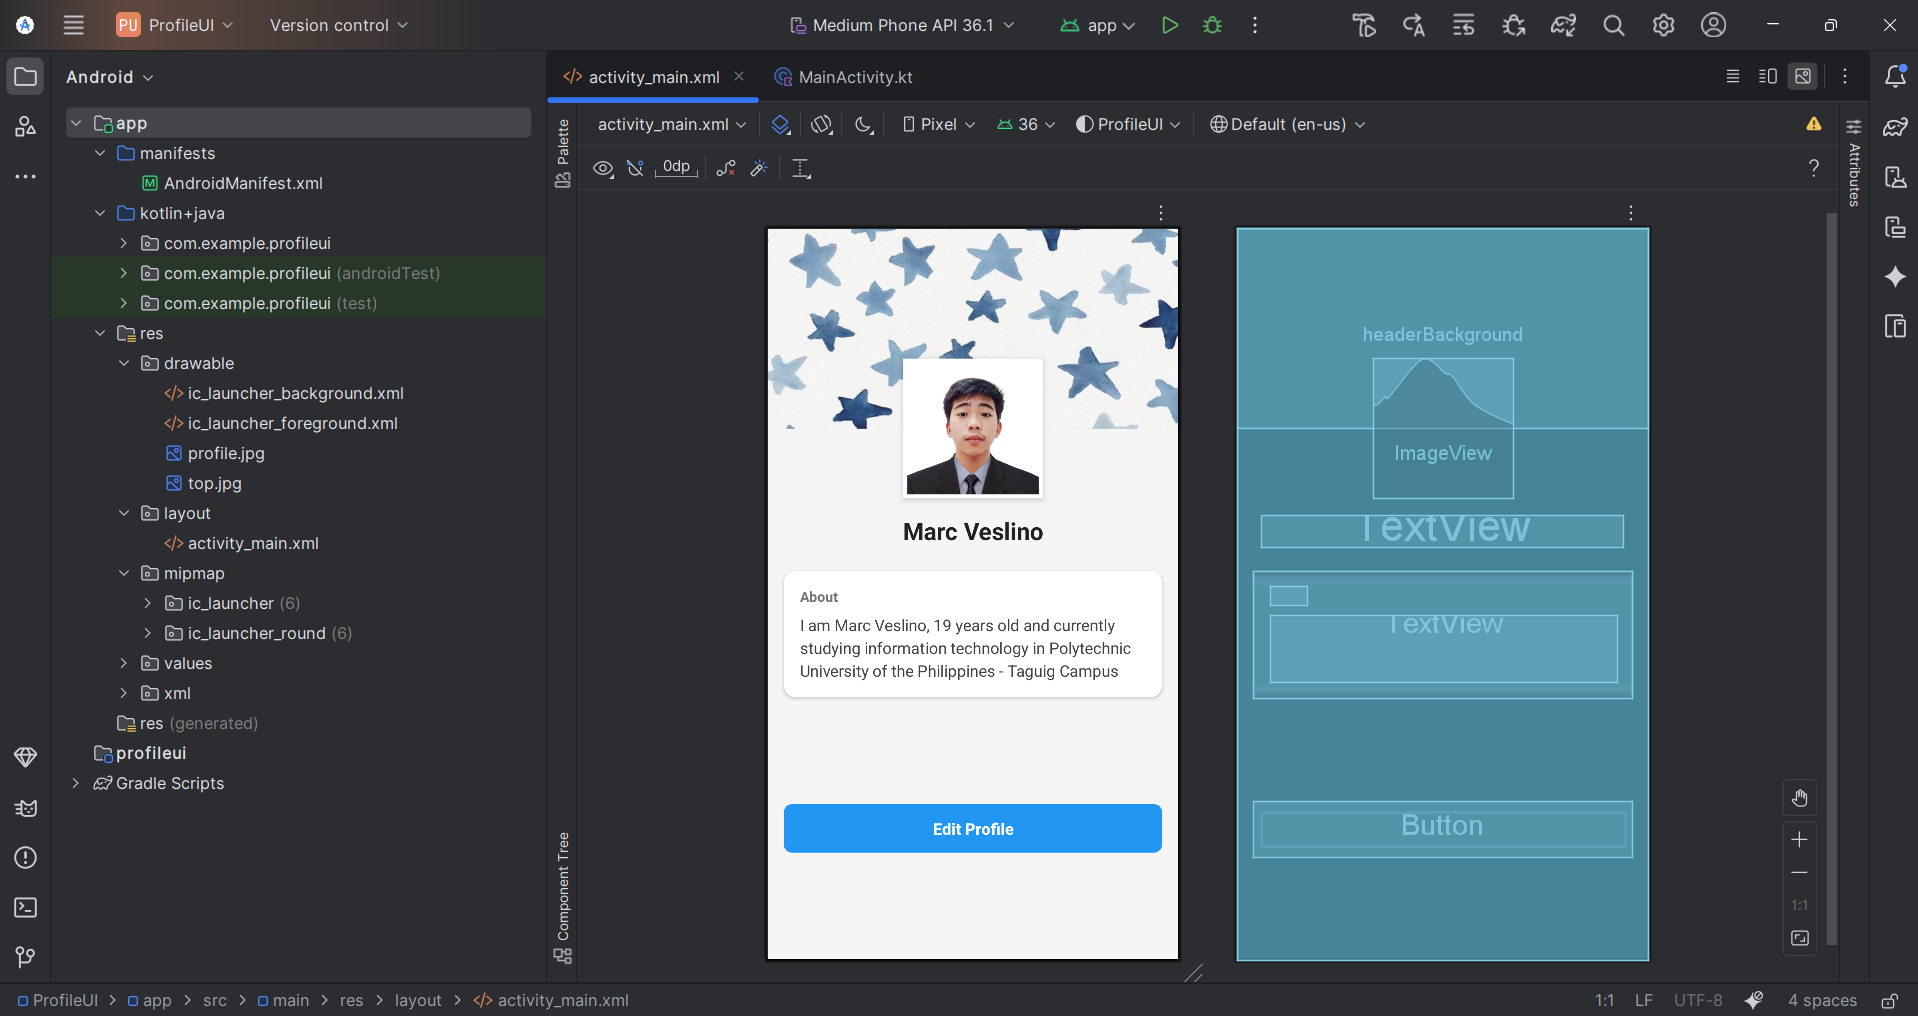 PU ProfileUI Version control Medium Phone API 36.1 app
Android
activity_main.xml MainActivity.kt
app
manifests
AndroidManifest.xml
kotlin+java
com.example.profileui
com.example.profileui (androidTest)
com.example.profileui (test)
res
drawable
ic_launcher_background.xml
ic_launcher_foreground.xml
profile.jpg
top.jpg
layout
activity_main.xml
mipmap
ic_launcher (6)
ic_launcher_round (6)
values
xml
res (generated)
profileui
Gradle Scripts
Palette
Component Tree
activity_main.xml Pixel 36 ProfileUI Default (en-us)
0dp ?
Attributes
Marc Veslino
About
I am Marc Veslino, 19 years old and currently
studying information technology in Polytechnic
University of the Philippines - Taguig Campus
Edit Profile
headerBackground
ImageView
TextView
TextView
Button
1:1
ProfileUI > app > src > main > res > layout > activity_main.xml
1:1 LF UTF-8 4 spaces